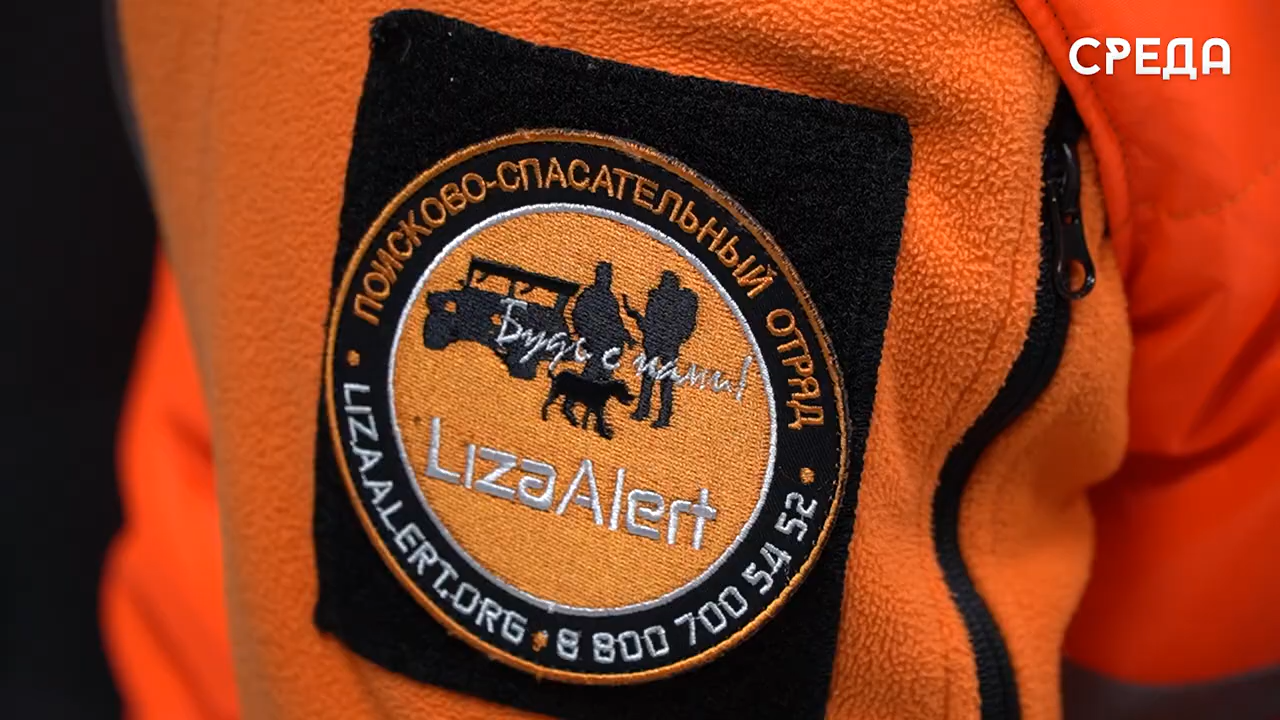 СРЕДА
ПОИСКОВО-СПАСАТЕЛЬНЫЙ ОТРЯД
Будь с нами!
LizaAlert
LIZAALERT.ORG • 8 800 700 54 52